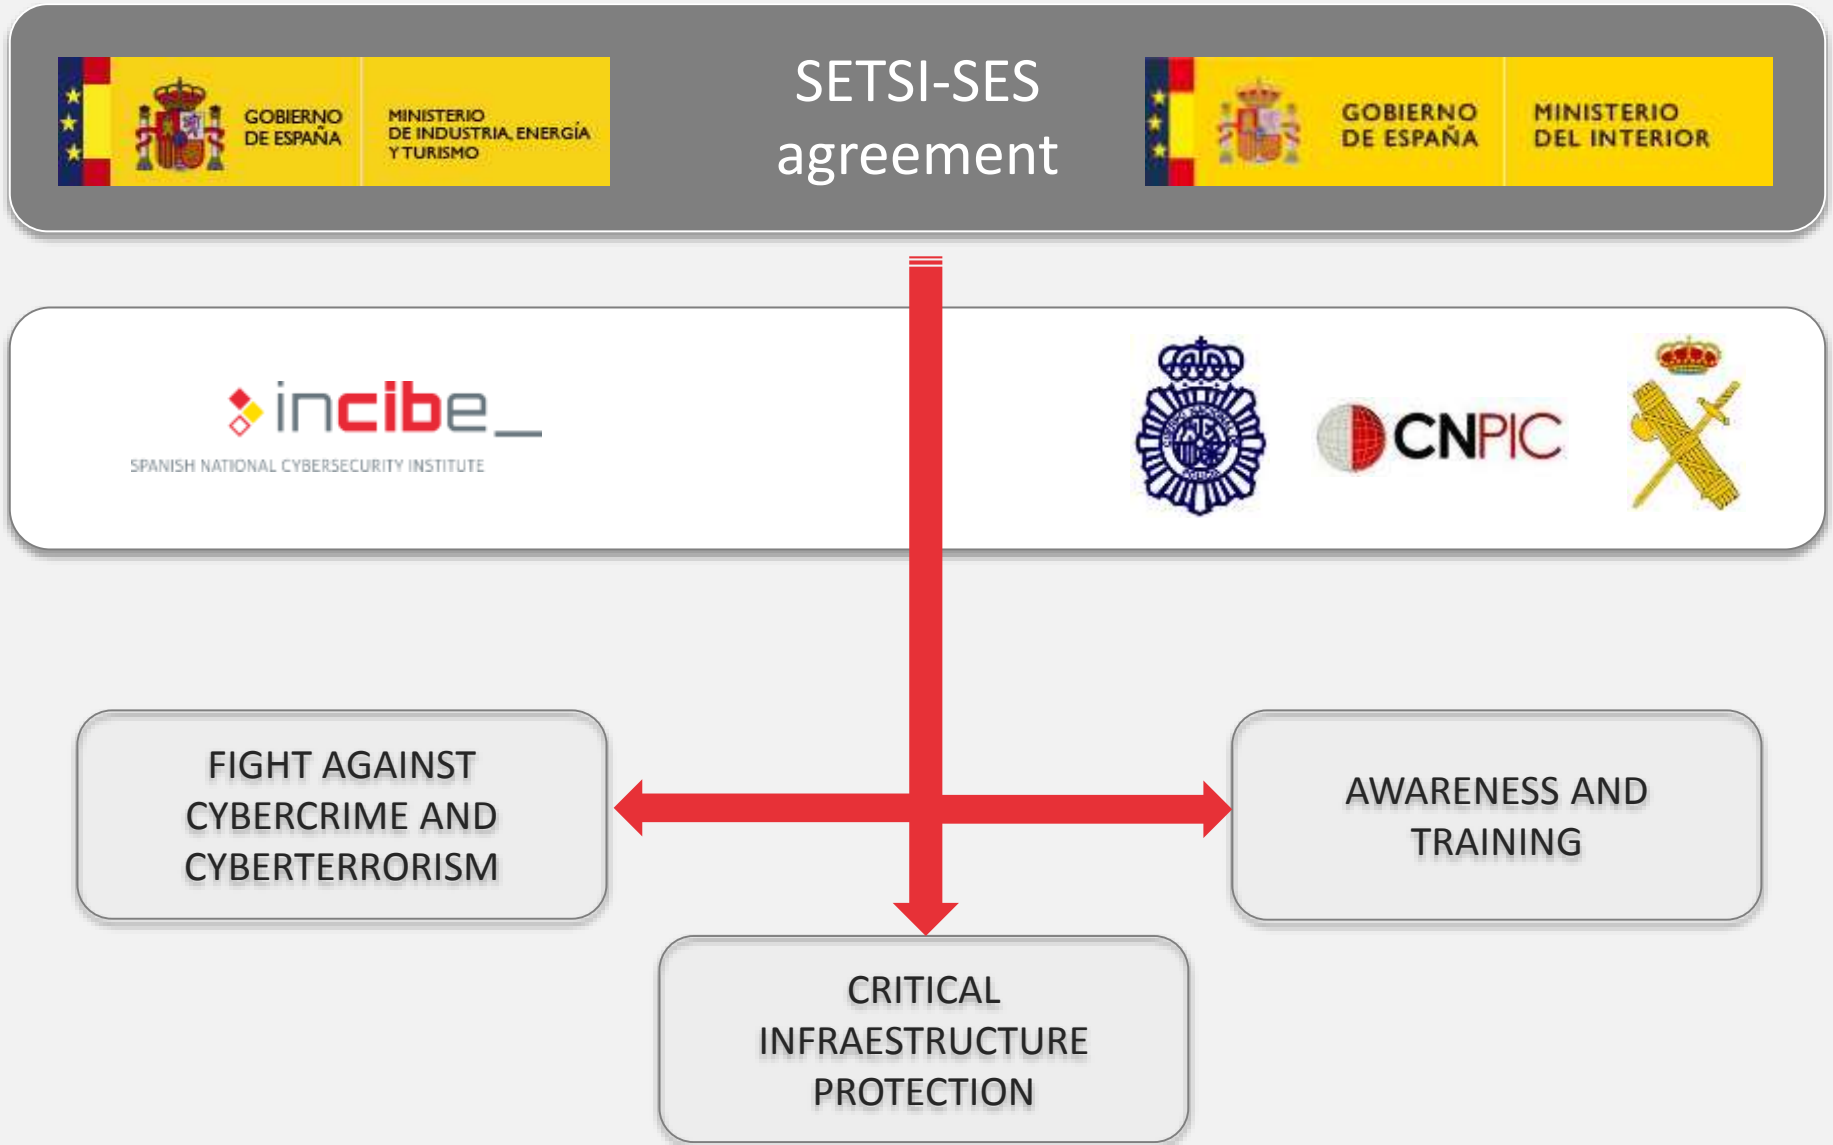 GOBIERNO
DE ESPAÑA
MINISTERIO
DE INDUSTRIA, ENERGÍA
Y TURISMO
SETSI-SES
agreement
GOBIERNO
DE ESPAÑA
MINISTERIO
DEL INTERIOR
incibe_
SPANISH NATIONAL CYBERSECURITY INSTITUTE
CNPIC
FIGHT AGAINST
CYBERCRIME AND
CYBERTERRORISM
AWARENESS AND
TRAINING
CRITICAL
INFRAESTRUCTURE
PROTECTION